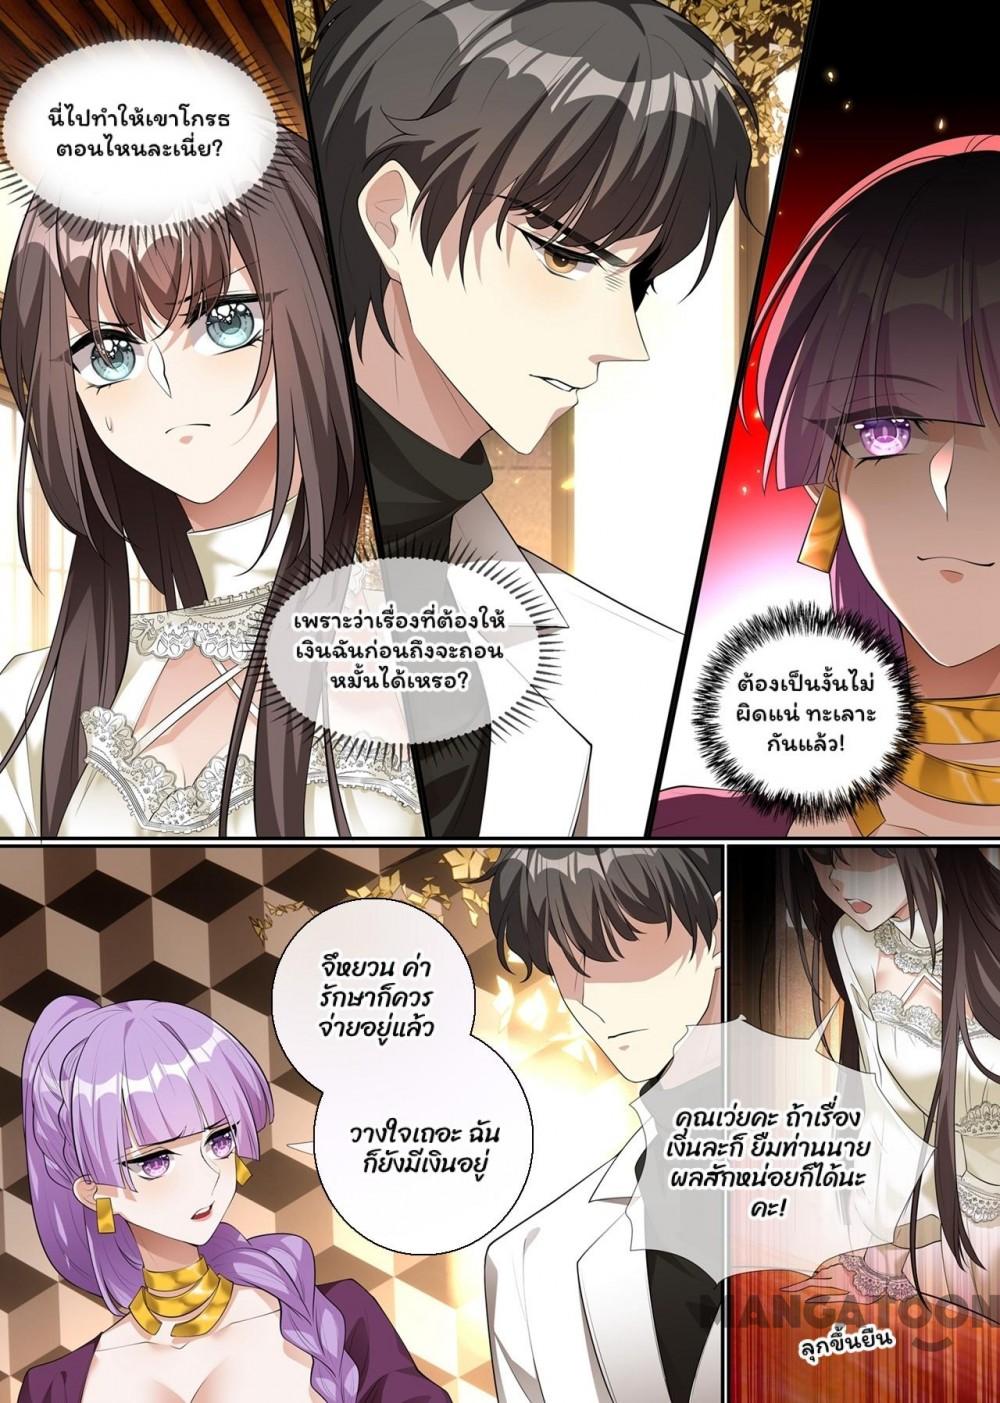 นี่ไปทำให้เขาโกรธ
ตอนไหนละเนี่ย?
เพราะว่าเรื่องที่ต้องให้
เงินฉันก่อนถึงจะถอน
หมั้นได้เหรอ?
ต้องเป็นงั้นไม่
ผิดแน่ ทะเลาะ
กันแล้ว!
จึหยวน ค่า
รักษาก็ควร
จ่ายอยู่แล้ว
วางใจเถอะ ฉัน
ก็ยังมีเงินอยู่
คุณเว่ยคะ ถ้าเรื่อง
เงินละก็ ยืมท่านนาย
ผลสักหน่อยก็ได้นะ
คะ!
MANGATOON
ลุกขึ้นยืน